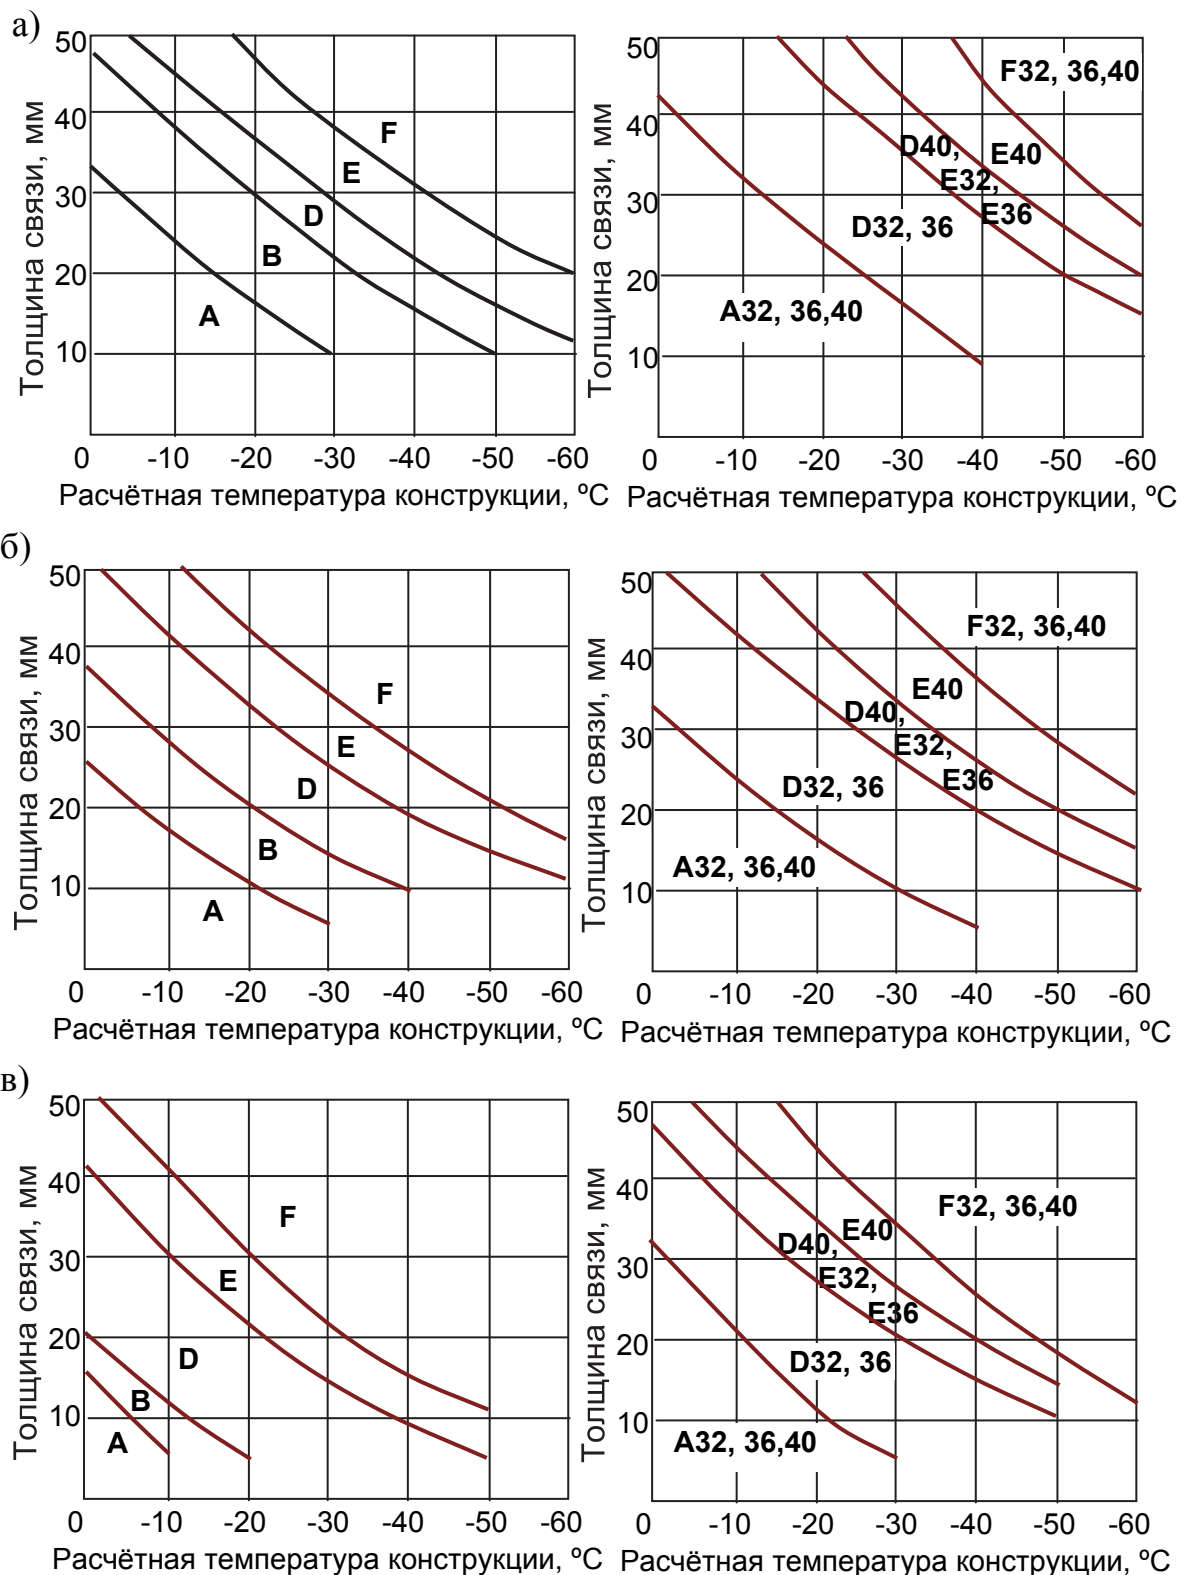 а)
Толщина связи, мм
50
40
30
20
10
F
E
D
B
A
0 -10 -20 -30 -40 -50 -60
Расчётная температура конструкции, ºС
Толщина связи, мм
50
40
30
20
10
F32, 36,40
D40,
E40
E32,
E36
D32, 36
A32, 36,40
0 -10 -20 -30 -40 -50 -60
Расчётная температура конструкции, ºС
б)
Толщина связи, мм
50
40
30
20
10
F
E
D
B
A
0 -10 -20 -30 -40 -50 -60
Расчётная температура конструкции, ºС
Толщина связи, мм
50
40
30
20
10
F32, 36,40
E40
D40,
E32,
E36
D32, 36
A32, 36,40
0 -10 -20 -30 -40 -50 -60
Расчётная температура конструкции, ºС
в)
Толщина связи, мм
50
40
30
20
10
F
E
D
B
A
0 -10 -20 -30 -40 -50 -60
Расчётная температура конструкции, ºС
Толщина связи, мм
50
40
30
20
10
F32, 36,40
E40
D40,
E32,
E36
D32, 36
A32, 36,40
0 -10 -20 -30 -40 -50 -60
Расчётная температура конструкции, ºС